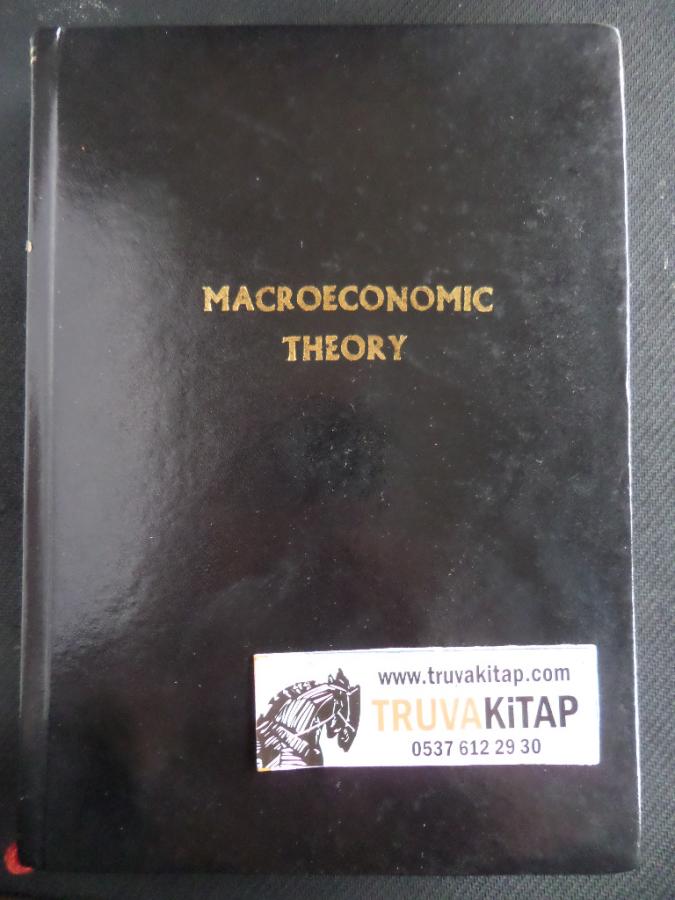 MACROECONOMIC
THEORY
www.truvakitap.com
TRUVAKiTAP
0537 612 29 30